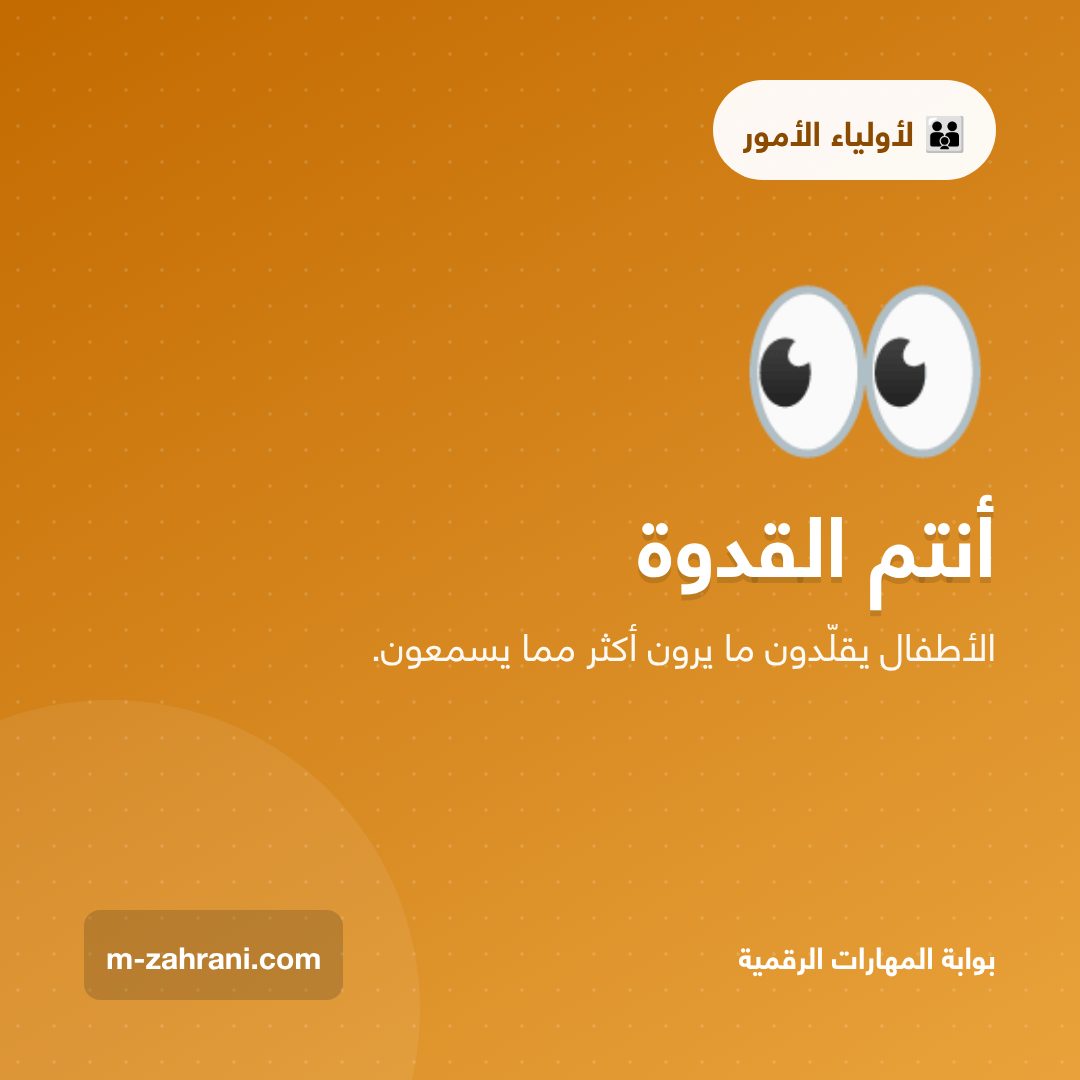 لأولياء الأمور
أنتم القدوة
الأطفال يقلّدون ما يرون أكثر مما يسمعون.
بوابة المهارات الرقمية
m-zahrani.com